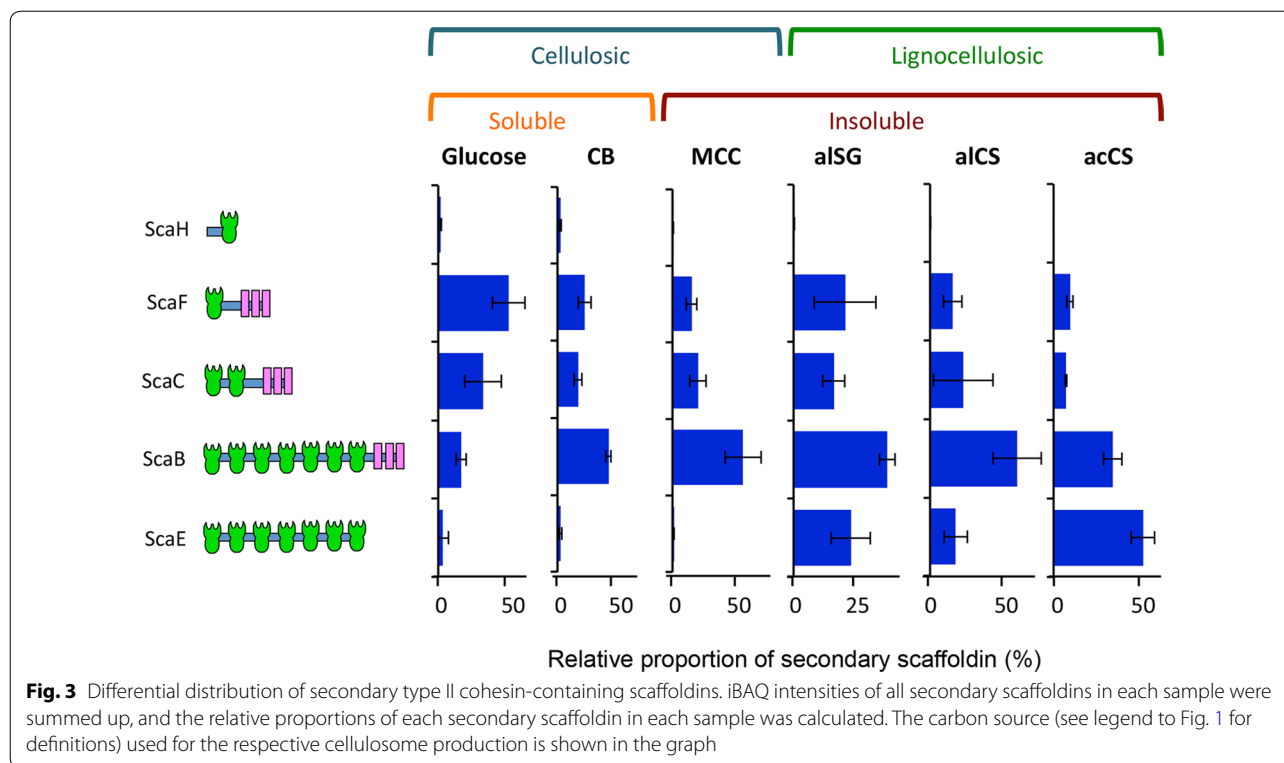 Cellulosic Lignocellulosic
Soluble Insoluble
Glucose CB MCC alSG alCS acCS
ScaH
ScaF
ScaC
ScaB
ScaE
0 50 0 50 0 50 0 25 0 50 0 50
Relative proportion of secondary scaffoldin (%)
Fig. 3 Differential distribution of secondary type II cohesin-containing scaffoldins. iBAQ intensities of all secondary scaffoldins in each sample were
summed up, and the relative proportions of each secondary scaffoldin in each sample was calculated. The carbon source (see legend to Fig. 1 for
definitions) used for the respective cellulosome production is shown in the graph